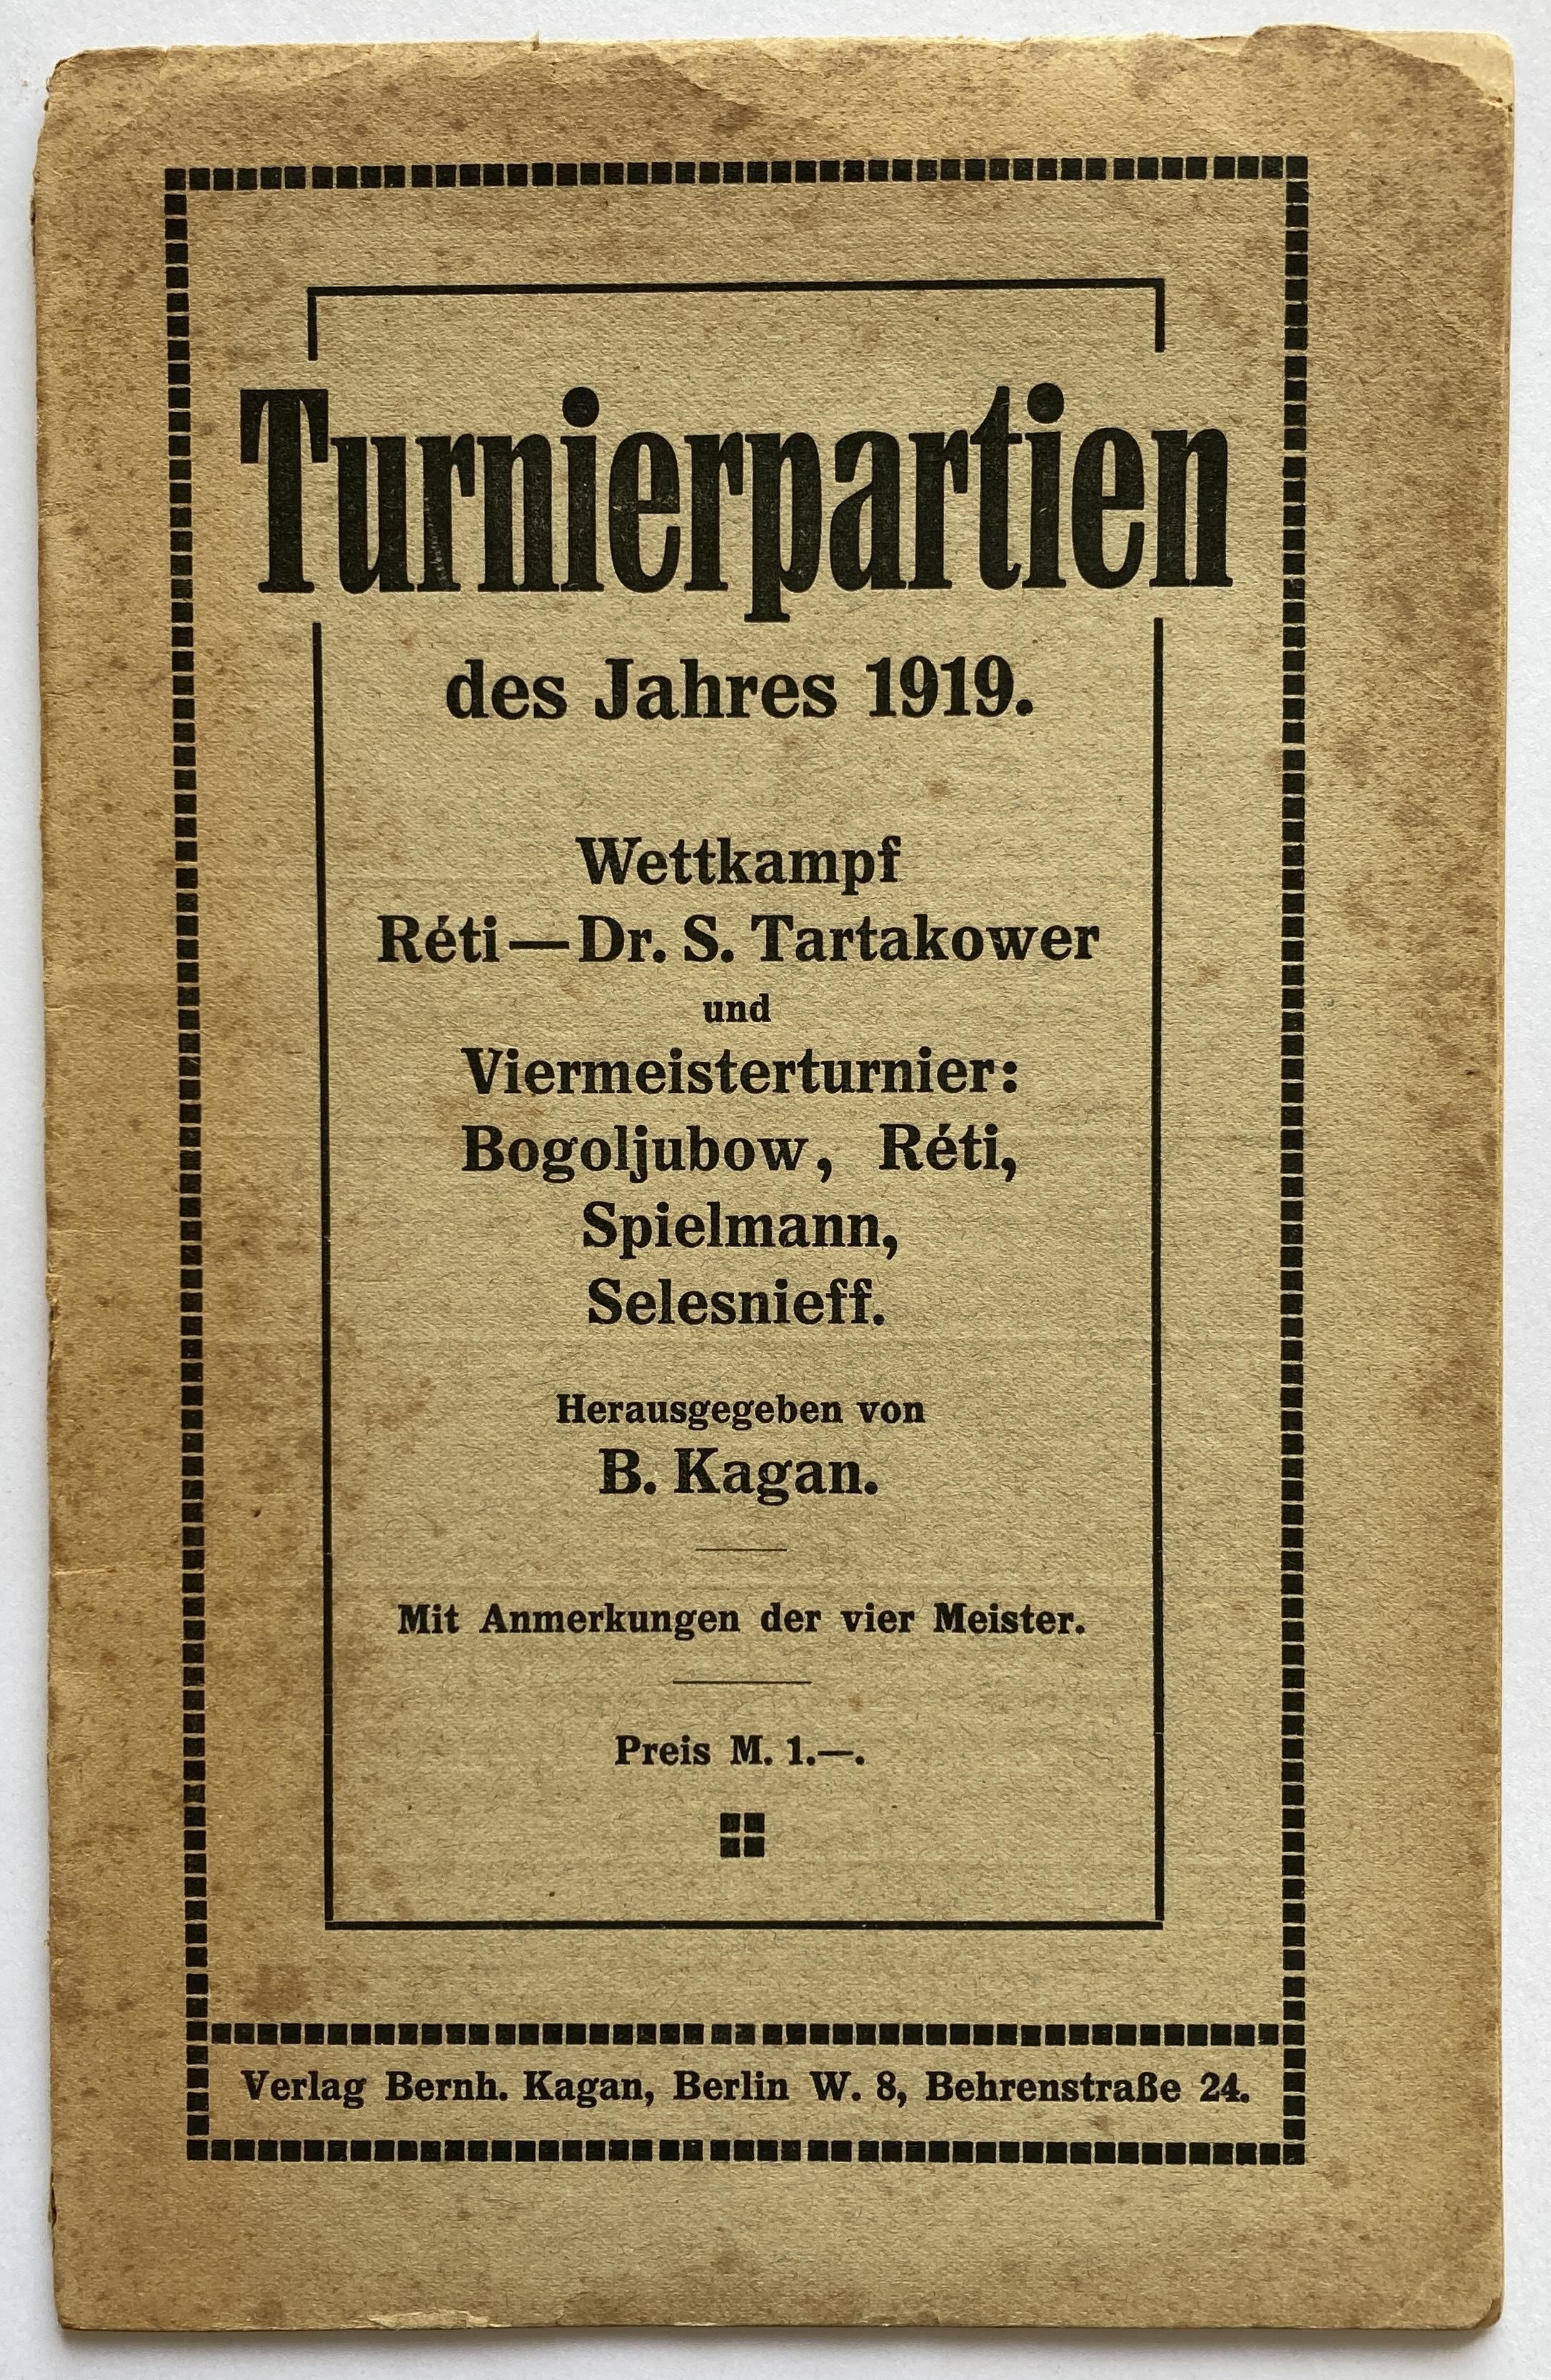 Turnierpartien
des Jahres 1919.
Wettkampf
Réti—Dr. S. Tartakower
und
Viermeisterturnier:
Bogoljubow, Réti,
Spielmann,
Selesnieff.
Herausgegeben von
B. Kagan.
Mit Anmerkungen der vier Meister.
Preis M. 1.—.
Verlag Bernh. Kagan, Berlin W. 8, Behrenstraße 24.